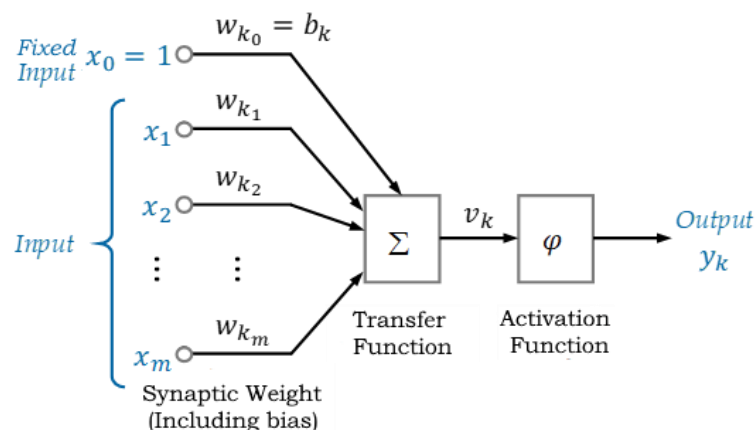 w_{k_0} = b_k
Fixed
Input x_0 = 1
w_{k_1}
x_1
w_{k_2}
x_2
Input
⋮ ⋮
w_{k_m}
x_m
Synaptic Weight
(Including bias)
Σ
Transfer
Function
v_k
φ
Activation
Function
Output
y_k